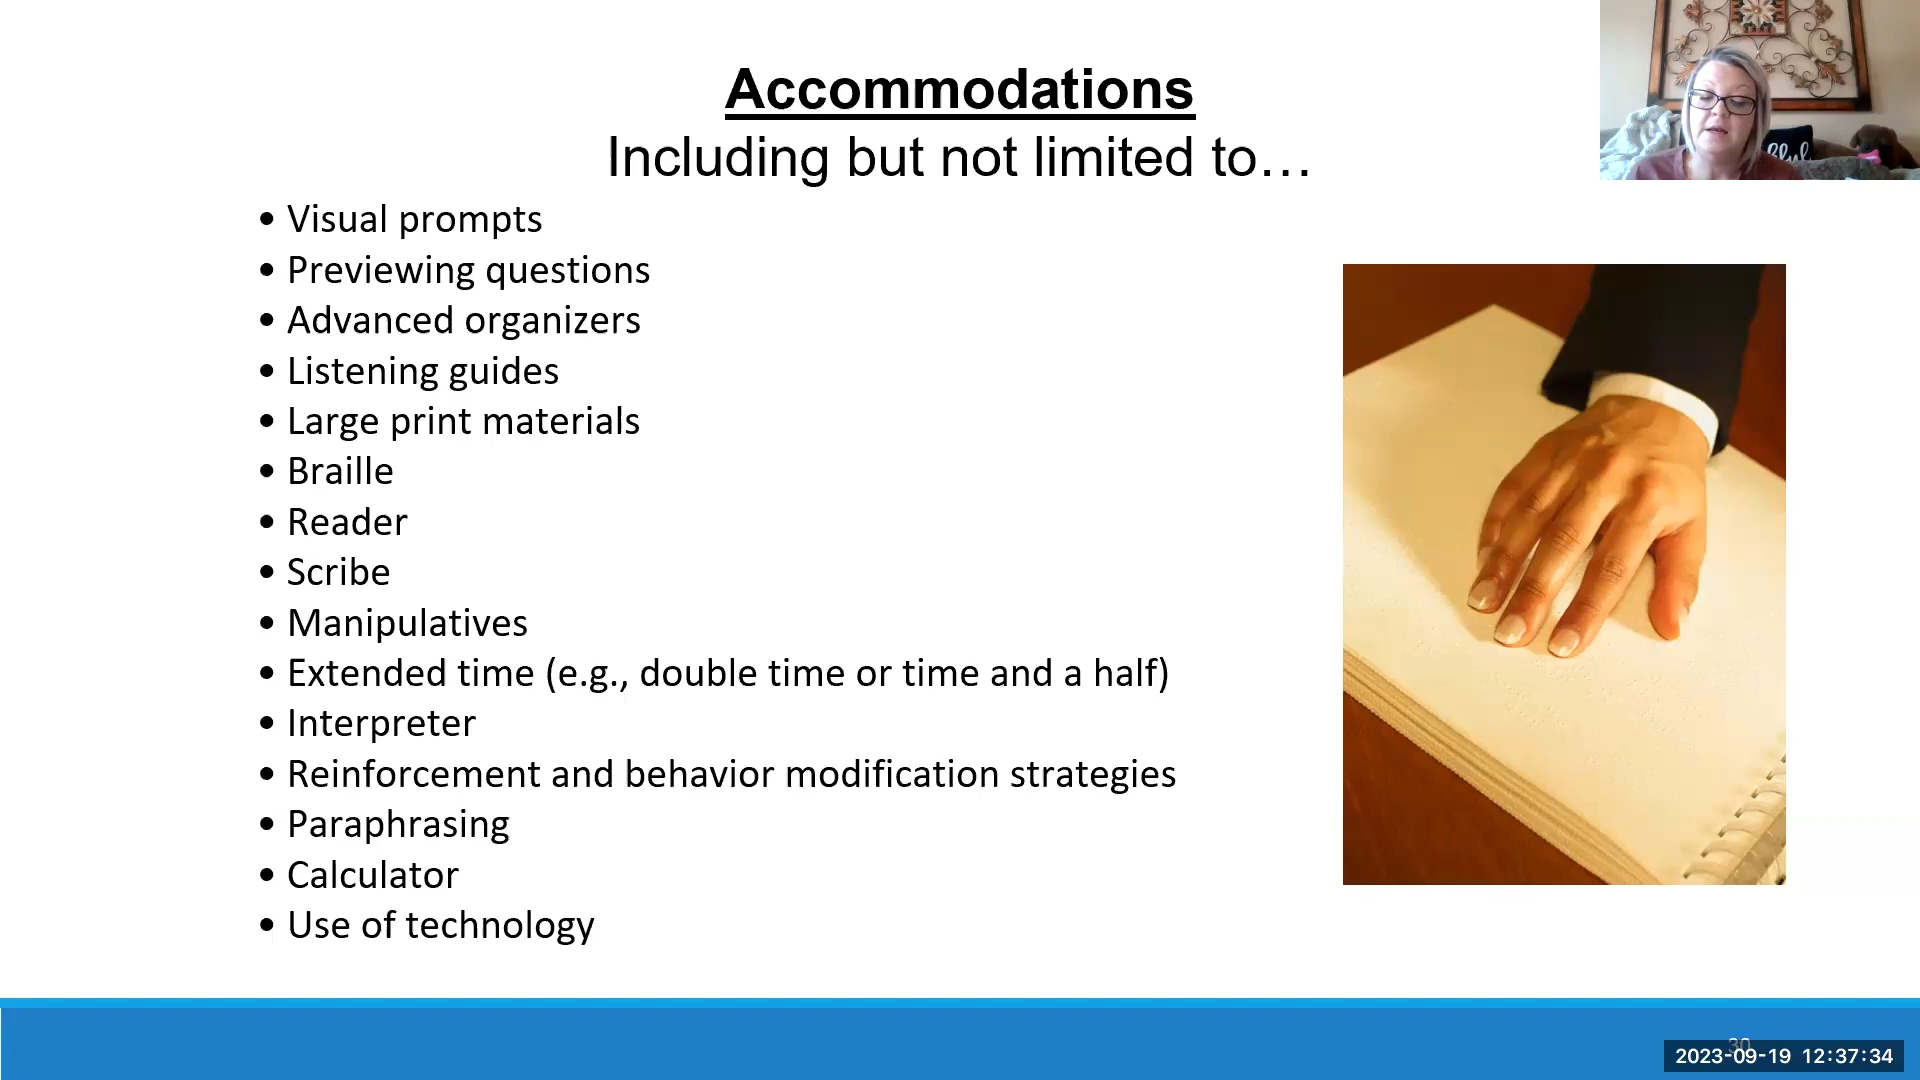 Accommodations
Including but not limited to…
• Visual prompts
• Previewing questions
• Advanced organizers
• Listening guides
• Large print materials
• Braille
• Reader
• Scribe
• Manipulatives
• Extended time (e.g., double time or time and a half)
• Interpreter
• Reinforcement and behavior modification strategies
• Paraphrasing
• Calculator
• Use of technology
30
2023-09-19 12:37:34